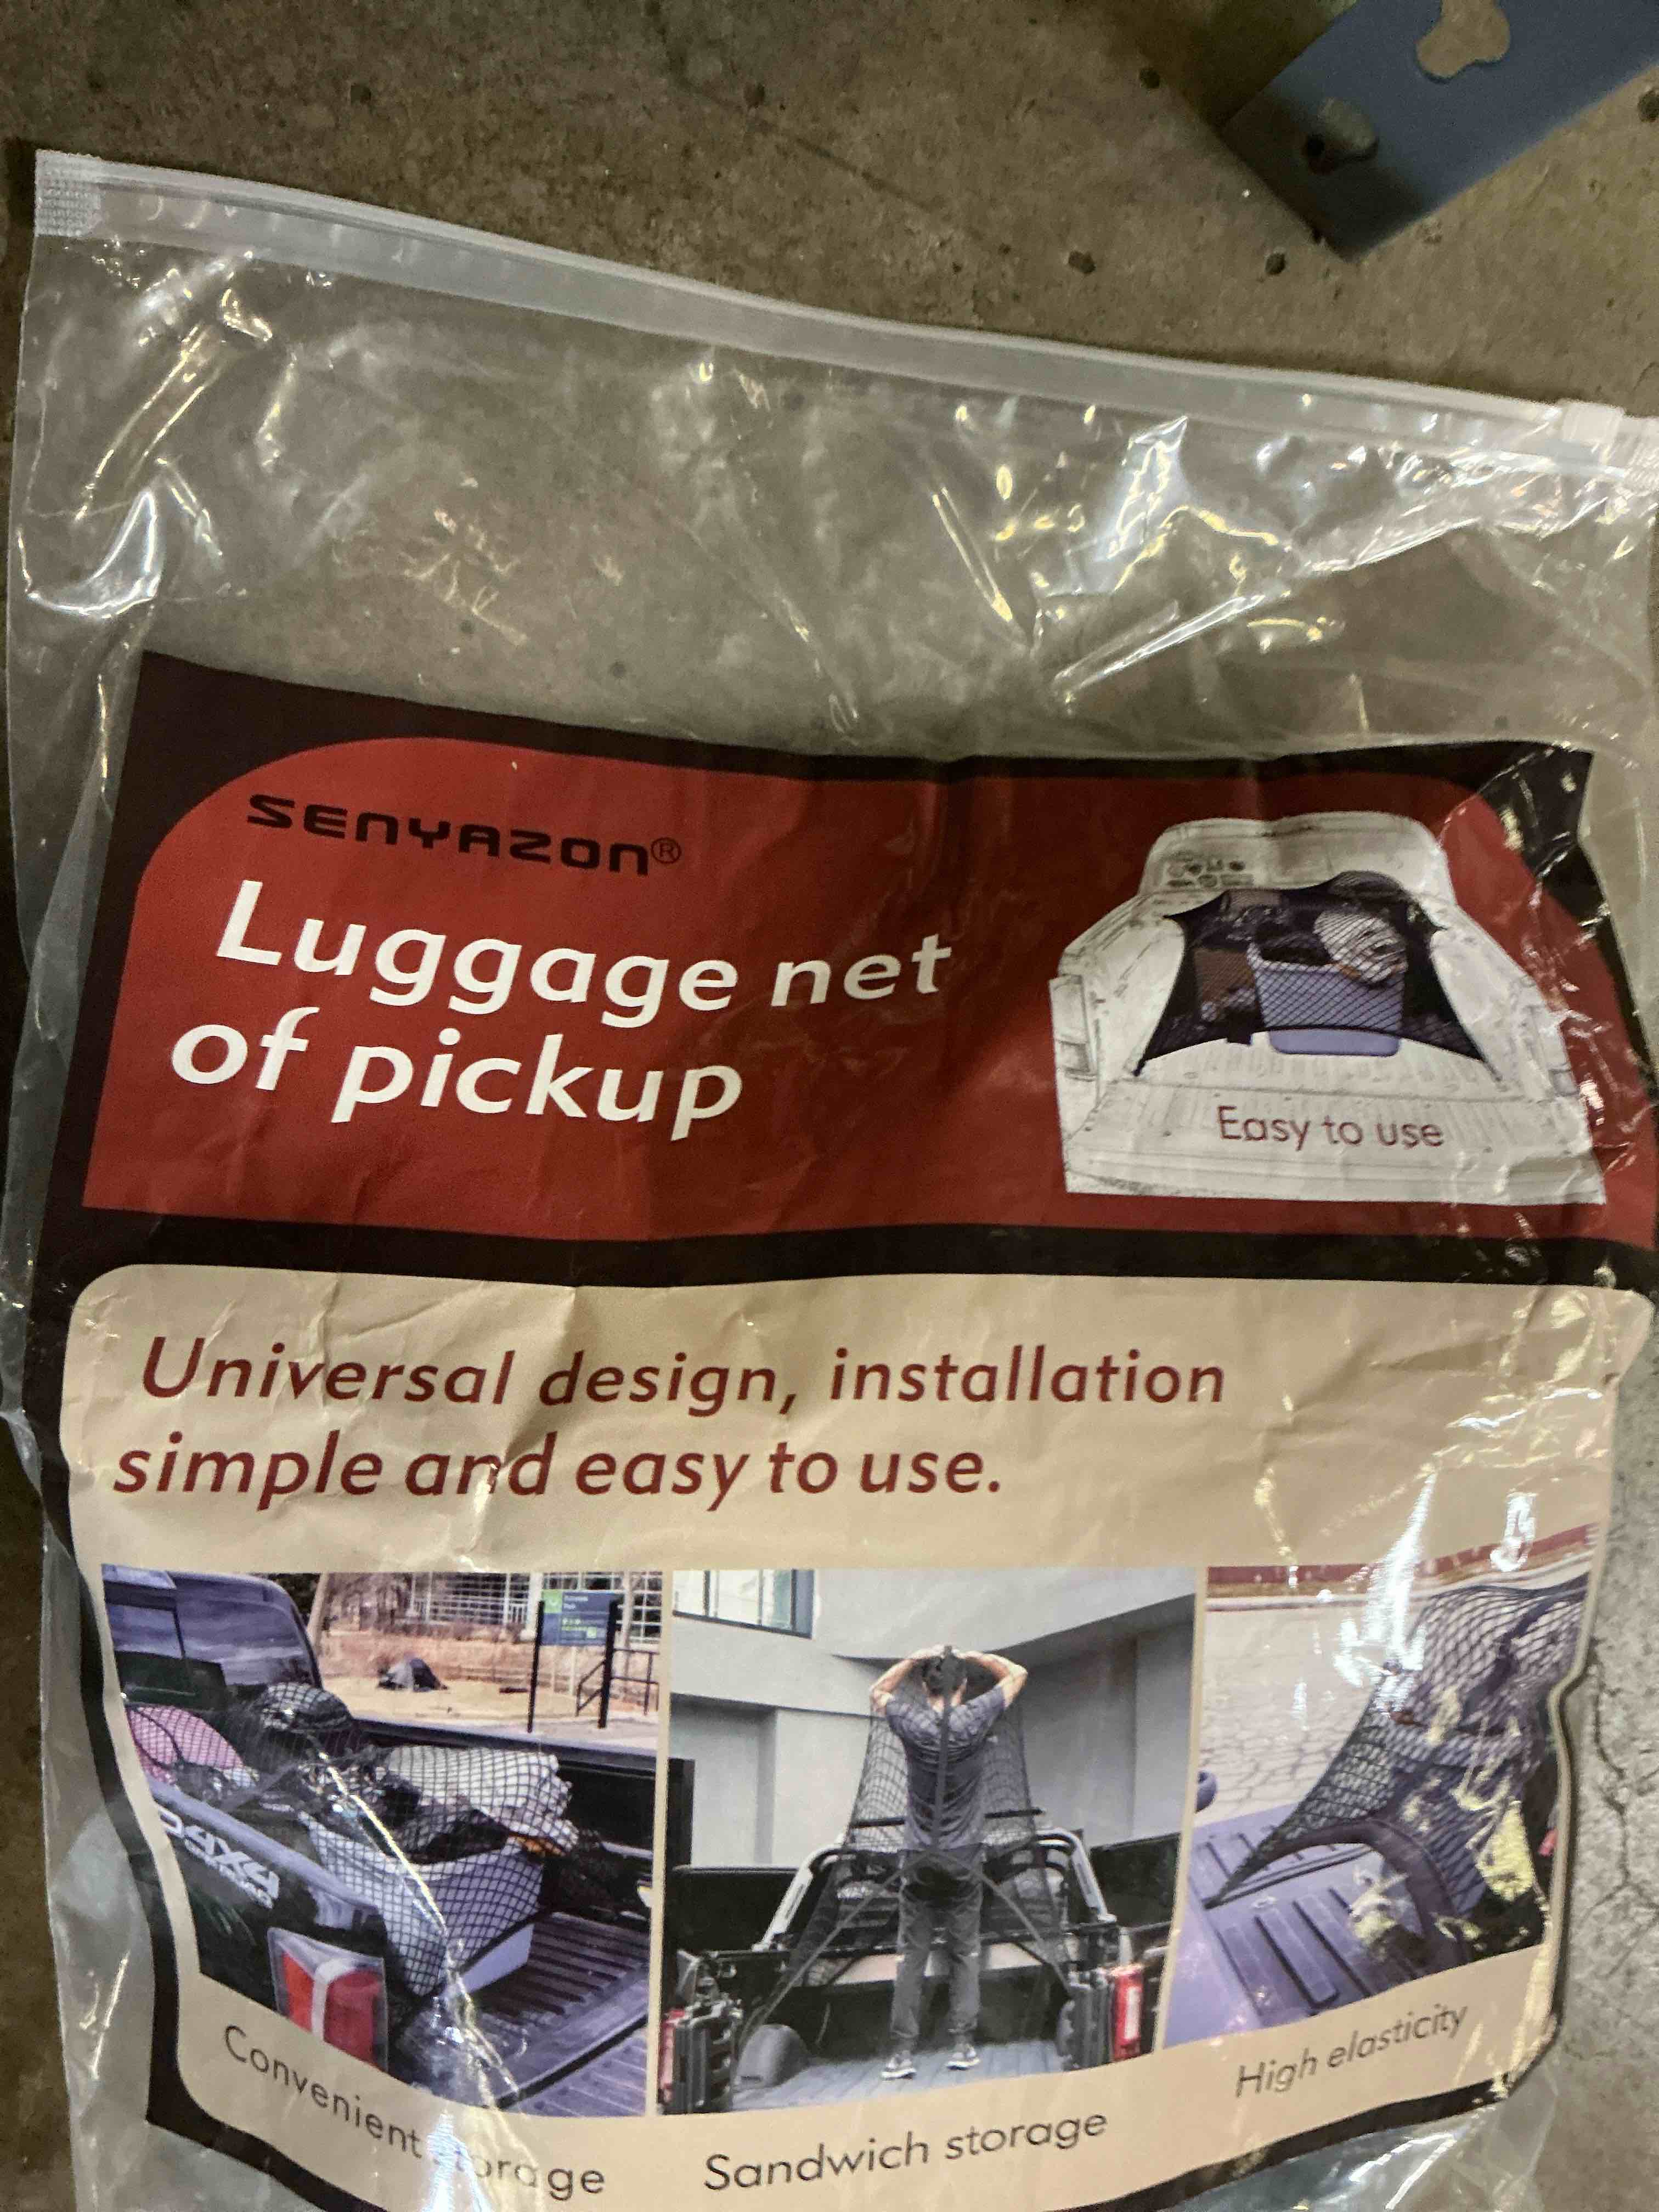 SENYAZON®
Luggage net
of pickup
Easy to use
Universal design, installation
simple and easy to use.
4X4
Convenient storage
Sandwich storage
High elasticity